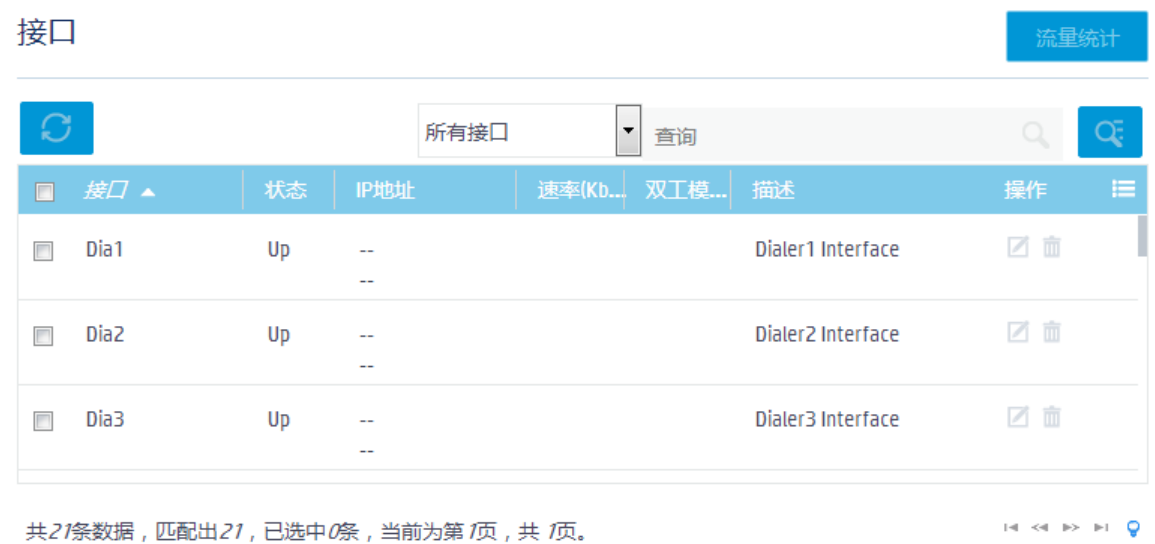 接口
流量统计
所有接口
查询
接口 状态 IP地址 速率(Kb... 双工模... 描述 操作
Dia1 Up -- Dialer1 Interface
--
Dia2 Up -- Dialer2 Interface
--
Dia3 Up -- Dialer3 Interface
--
共21条数据，匹配出21，已选中0条，当前为第1页，共 1页。